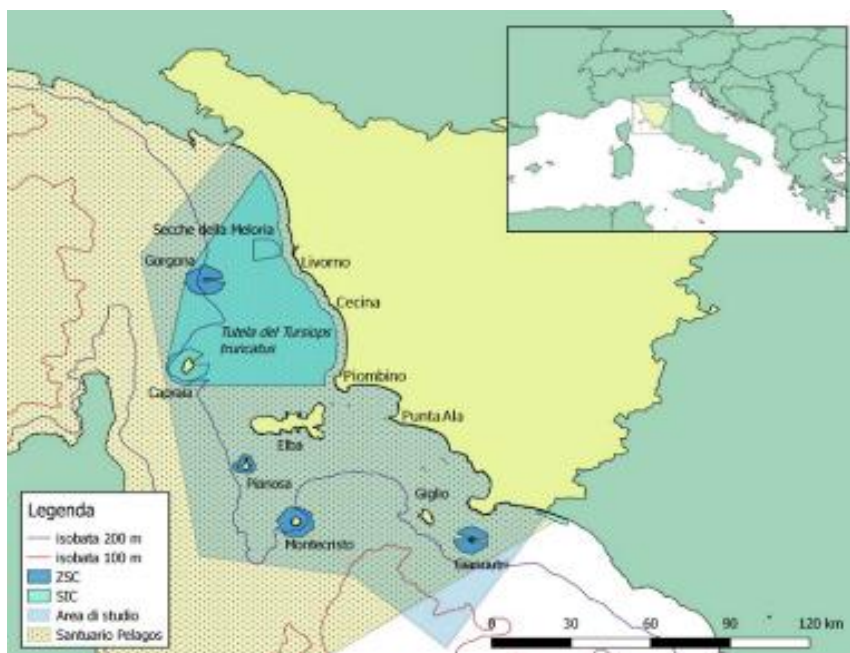 Secche della Meloria
Gorgona
Livorno
Cecina
Tutela del Tursiops
truncatus
Capraia
Piombino
Punta Ala
Elba
Pianosa
Giglio
Montecristo
Giannutri
Legenda
isobata 200 m
isobata 100 m
ZSC
SIC
Area di studio
Santuario Pelagos
0 30 60 90 120 km